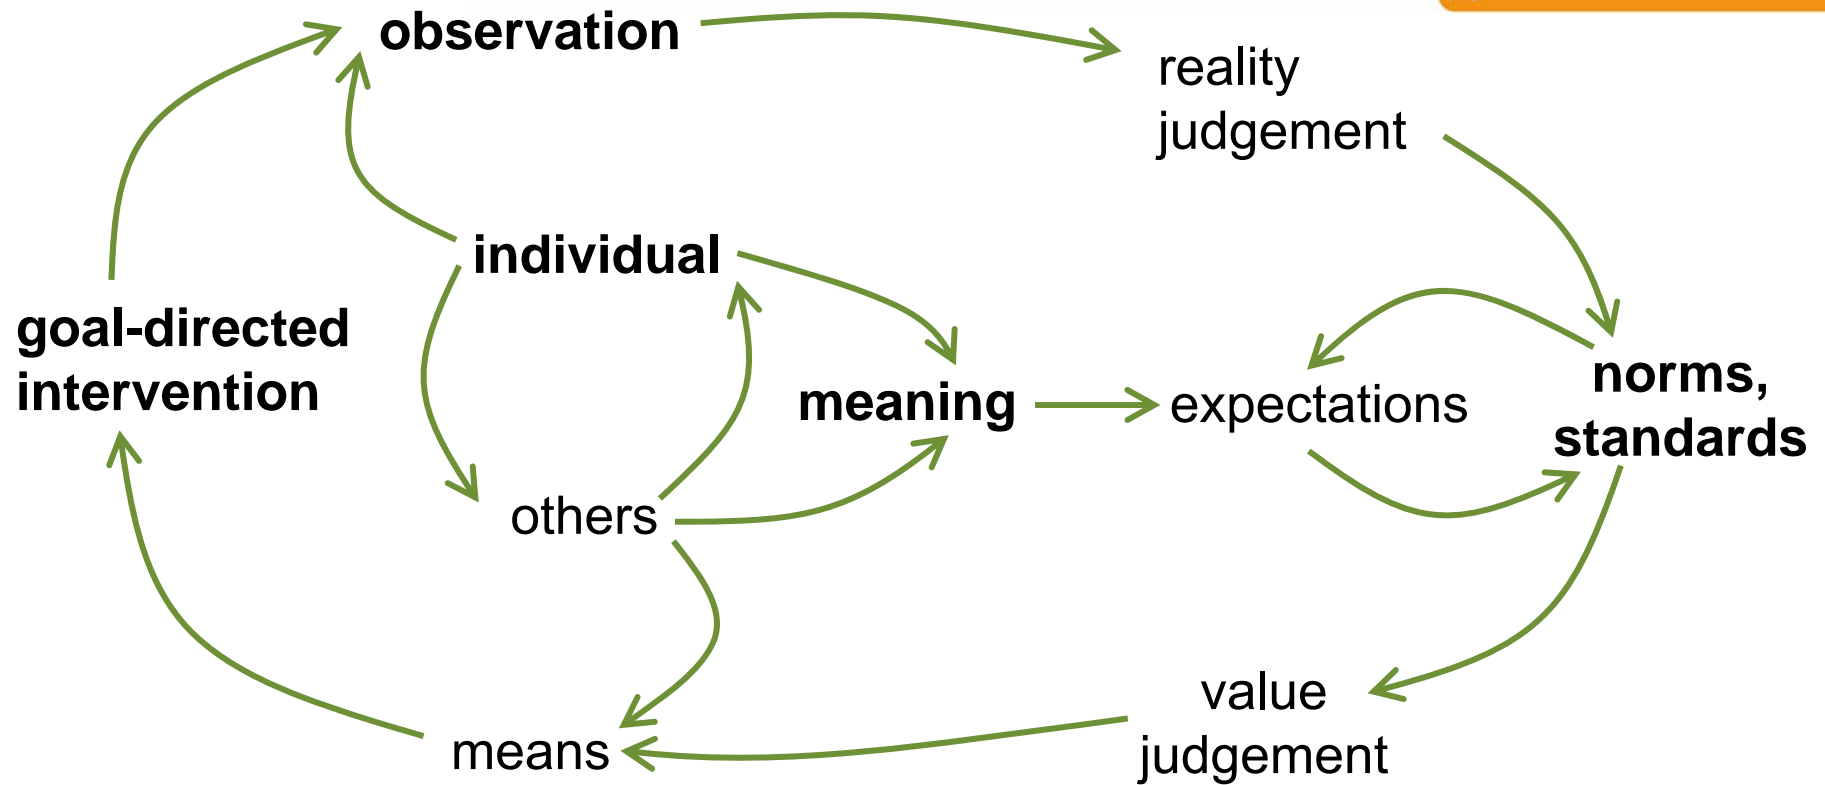 observation
reality
judgement
individual
goal-directed
intervention
meaning
expectations
norms,
standards
others
value
judgement
means